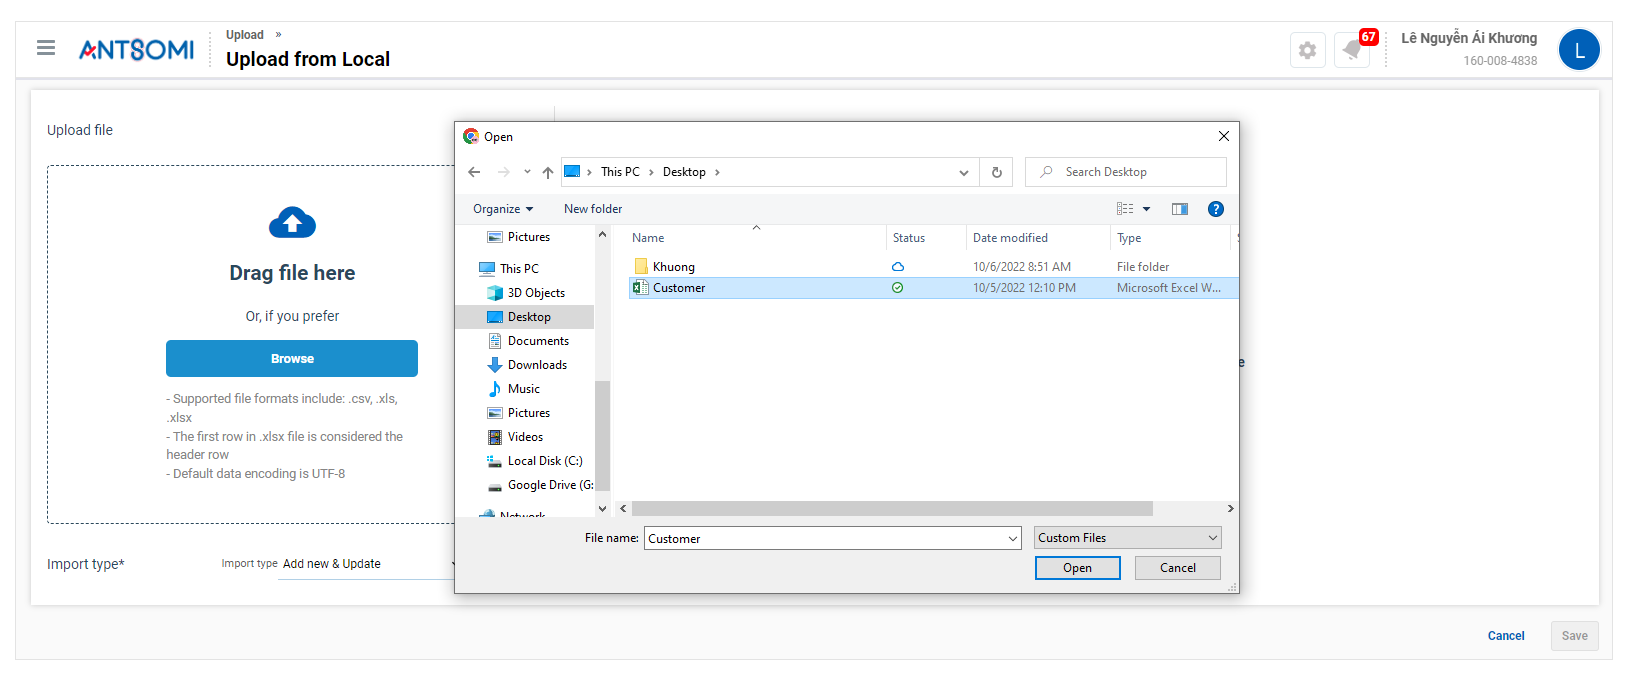 ANTSOMI
Upload »
Upload from Local
67
Lê Nguyễn Ái Khương
160-008-4838
L
Upload file
Drag file here
Or, if you prefer
Browse
- Supported file formats include: .csv, .xls,
.xlsx
- The first row in .xlsx file is considered the
header row
- Default data encoding is UTF-8
Import type*
Import type Add new & Update
Open
This PC › Desktop ›
Search Desktop
Organize
New folder
?
Pictures
This PC
3D Objects
Desktop
Documents
Downloads
Music
Pictures
Videos
Local Disk (C:)
Google Drive (G:
Network
Name Status Date modified Type
Khuong 10/6/2022 8:51 AM File folder
Customer 10/5/2022 12:10 PM Microsoft Excel W...
File name: Customer
Custom Files
Open
Cancel
e
Cancel
Save